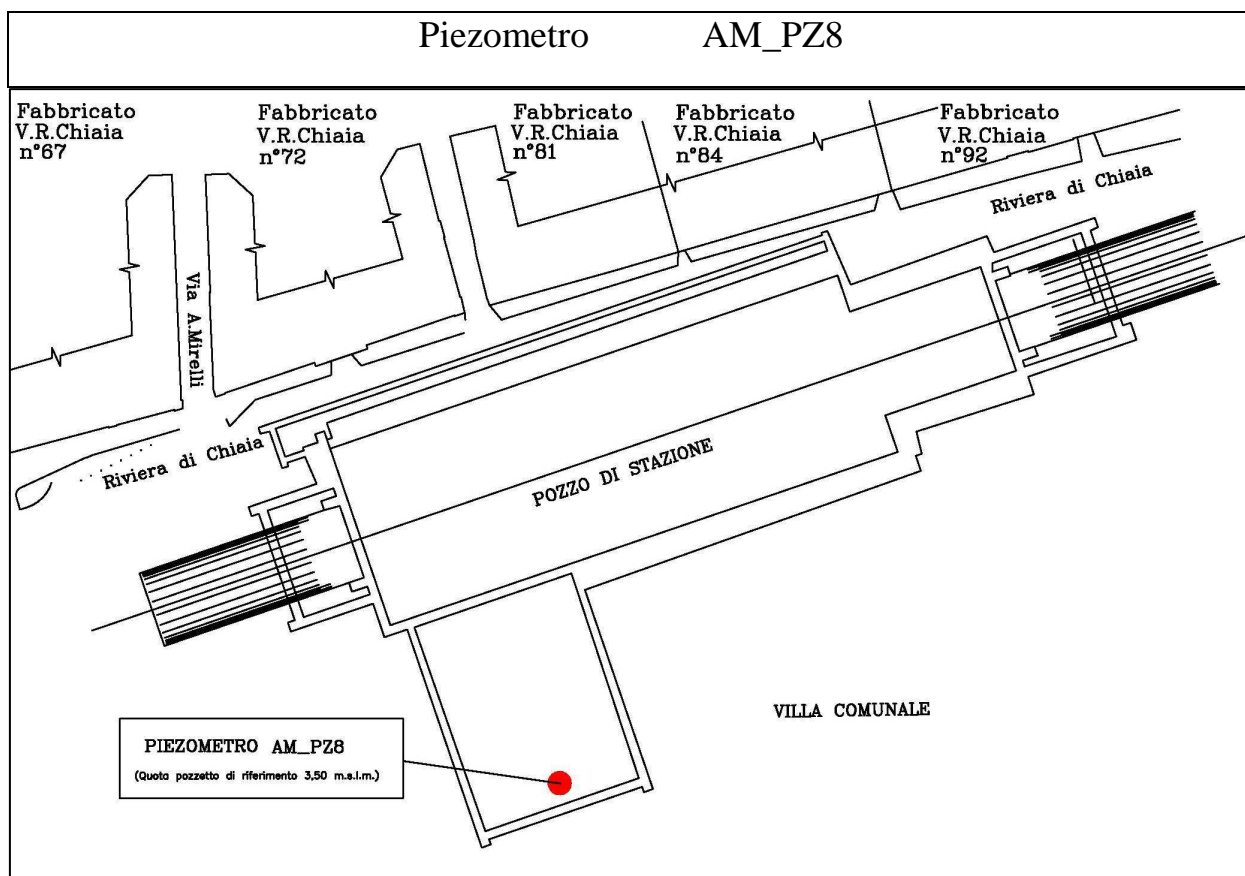 Piezometro AM_PZ8
Fabbricato
V.R.Chiaia
n°67
Fabbricato
V.R.Chiaia
n°72
Fabbricato
V.R.Chiaia
n°81
Fabbricato
V.R.Chiaia
n°84
Fabbricato
V.R.Chiaia
n°92
Riviera di Chiaia
Via A.Mirelli
Riviera di Chiaia
POZZO DI STAZIONE
VILLA COMUNALE
PIEZOMETRO AM_PZ8
(Quota pozzetto di riferimento 3,50 m.s.l.m.)